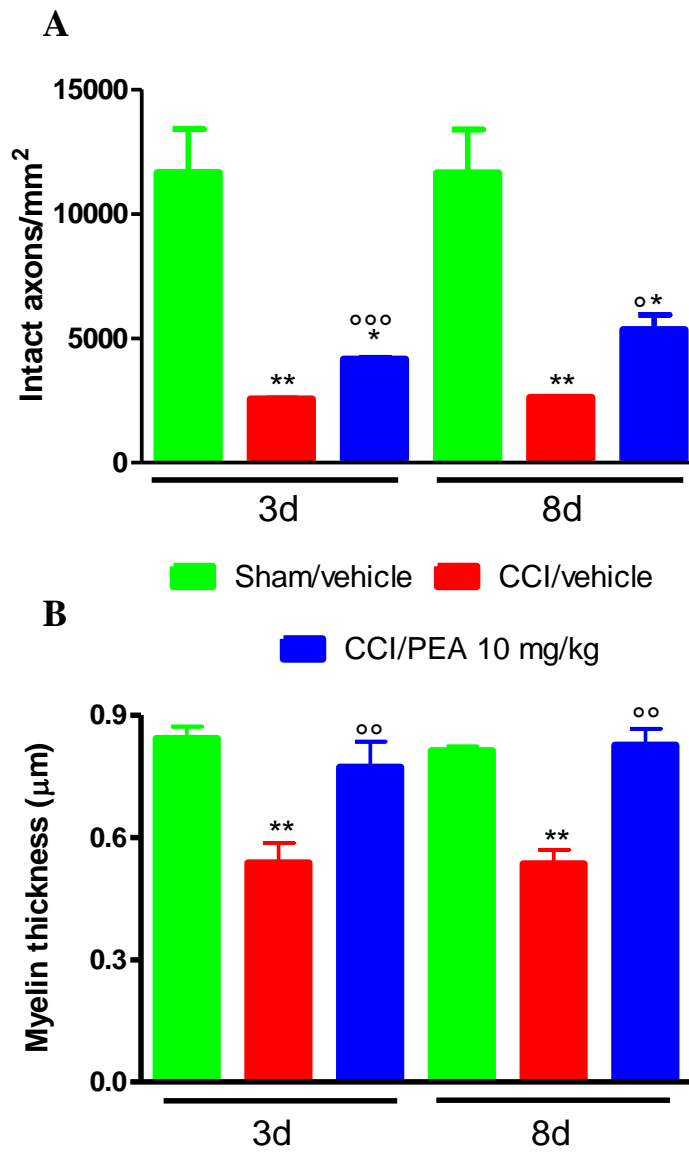 A
Intact axons/mm²
15000
10000
5000
0
**
°°°
*
**
°*
3d
8d
Sham/vehicle
CCI/vehicle
CCI/PEA 10 mg/kg
B
Myelin thickness (μm)
0.9
0.6
0.3
0.0
**
°°
**
°°
3d
8d